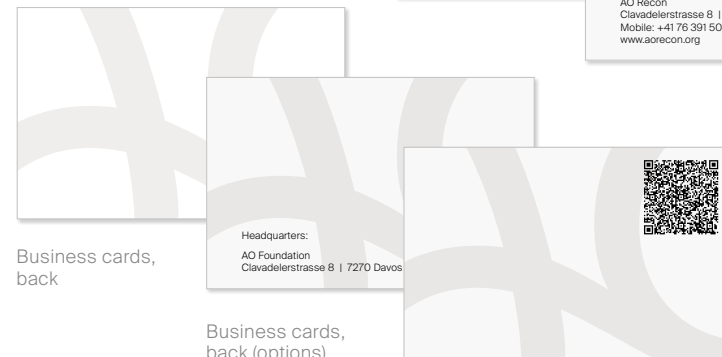 AO Recon
Clavadelerstrasse 8 |
Mobile: +41 76 391 50
www.aorecon.org
Headquarters:
AO Foundation
Clavadelerstrasse 8 | 7270 Davos
Business cards,
back
Business cards,
back (options)